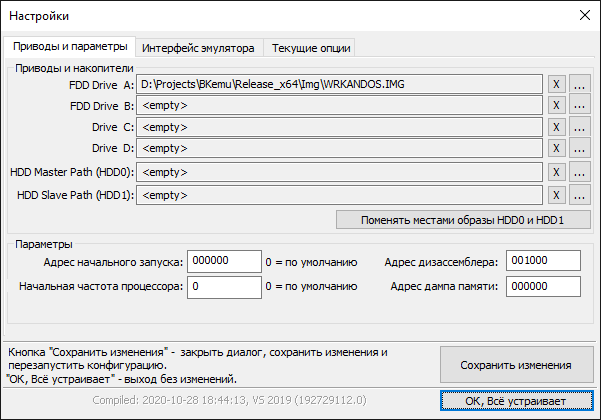 Настройки
Приводы и параметры Интерфейс эмулятора Текущие опции
Приводы и накопители
FDD Drive A: D:\Projects\BKemu\Release_x64\Img\WRKANDOS.IMG X ...
FDD Drive B: <empty> X ...
Drive C: <empty> X ...
Drive D: <empty> X ...
HDD Master Path (HDD0): <empty> X ...
HDD Slave Path (HDD1): <empty> X ...
Поменять местами образы HDD0 и HDD1
Параметры
Адрес начального запуска: 000000 0 = по умолчанию Адрес дизассемблера: 001000
Начальная частота процессора: 0 0 = по умолчанию Адрес дампа памяти: 000000
Кнопка "Сохранить изменения" - закрыть диалог, сохранить изменения и
перезапустить конфигурацию.
"ОК, Всё устраивает" - выход без изменений.
Сохранить изменения
Compiled: 2020-10-28 18:44:13, VS 2019 (192729112.0)
ОК, Всё устраивает